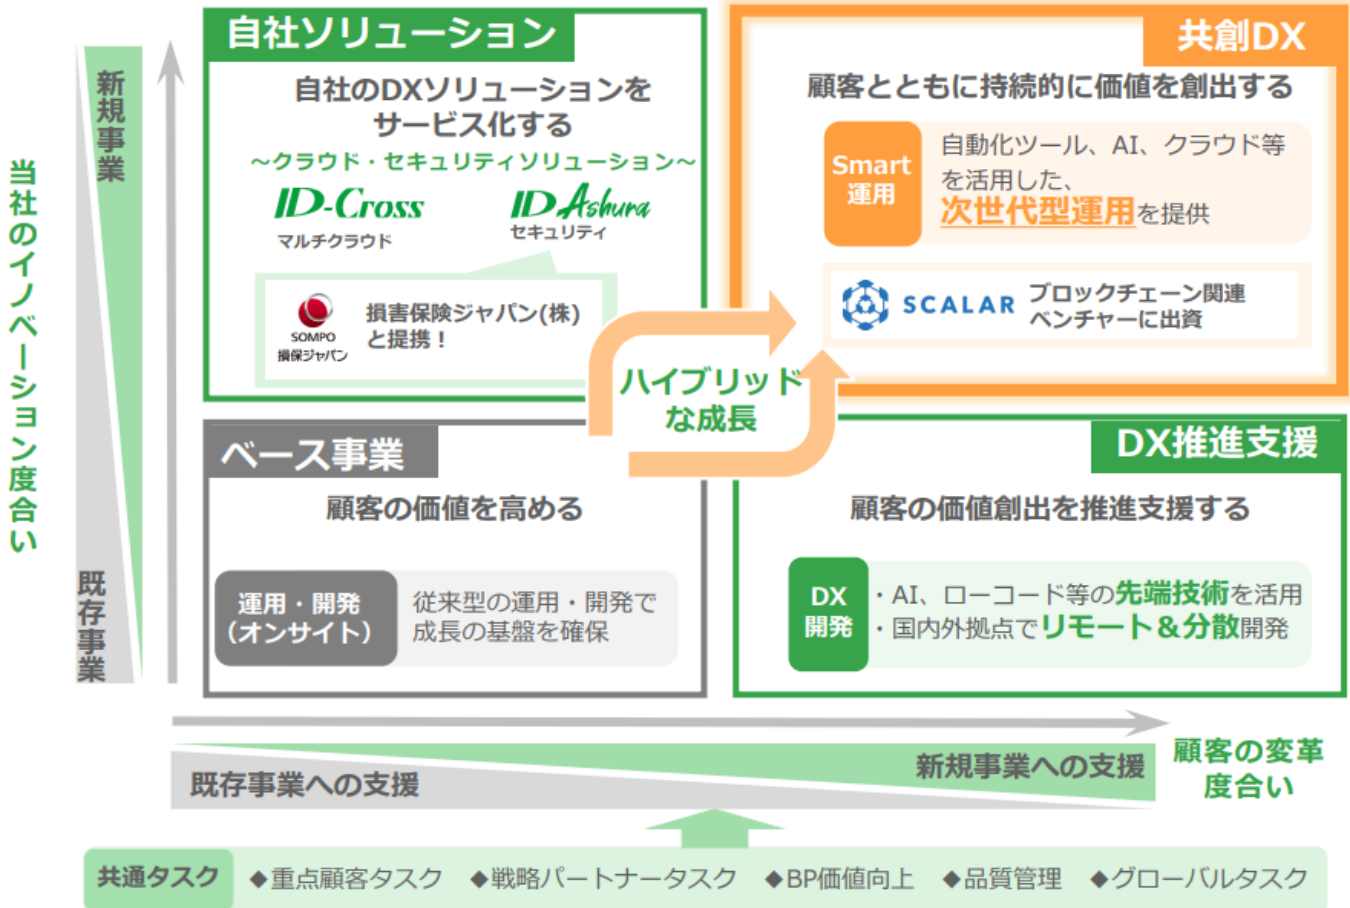 当社のイノベーション度合い
新規事業
既存事業
自社ソリューション
自社のDXソリューションを
サービス化する
～クラウド・セキュリティソリューション～
ID-Cross
マルチクラウド
ID Ashura
セキュリティ
SOMPO
損保ジャパン
損害保険ジャパン(株)
と提携！
共創DX
顧客とともに持続的に価値を創出する
Smart
運用
自動化ツール、AI、クラウド等
を活用した、
次世代型運用を提供
SCALAR
ブロックチェーン関連
ベンチャーに出資
ハイブリッド
な成長
ベース事業
顧客の価値を高める
運用・開発
（オンサイト）
従来型の運用・開発で
成長の基盤を確保
DX推進支援
顧客の価値創出を推進支援する
DX
開発
・AI、ローコード等の先端技術を活用
・国内外拠点でリモート＆分散開発
既存事業への支援
新規事業への支援
顧客の変革
度合い
共通タスク
◆重点顧客タスク ◆戦略パートナータスク ◆BP価値向上 ◆品質管理 ◆グローバルタスク